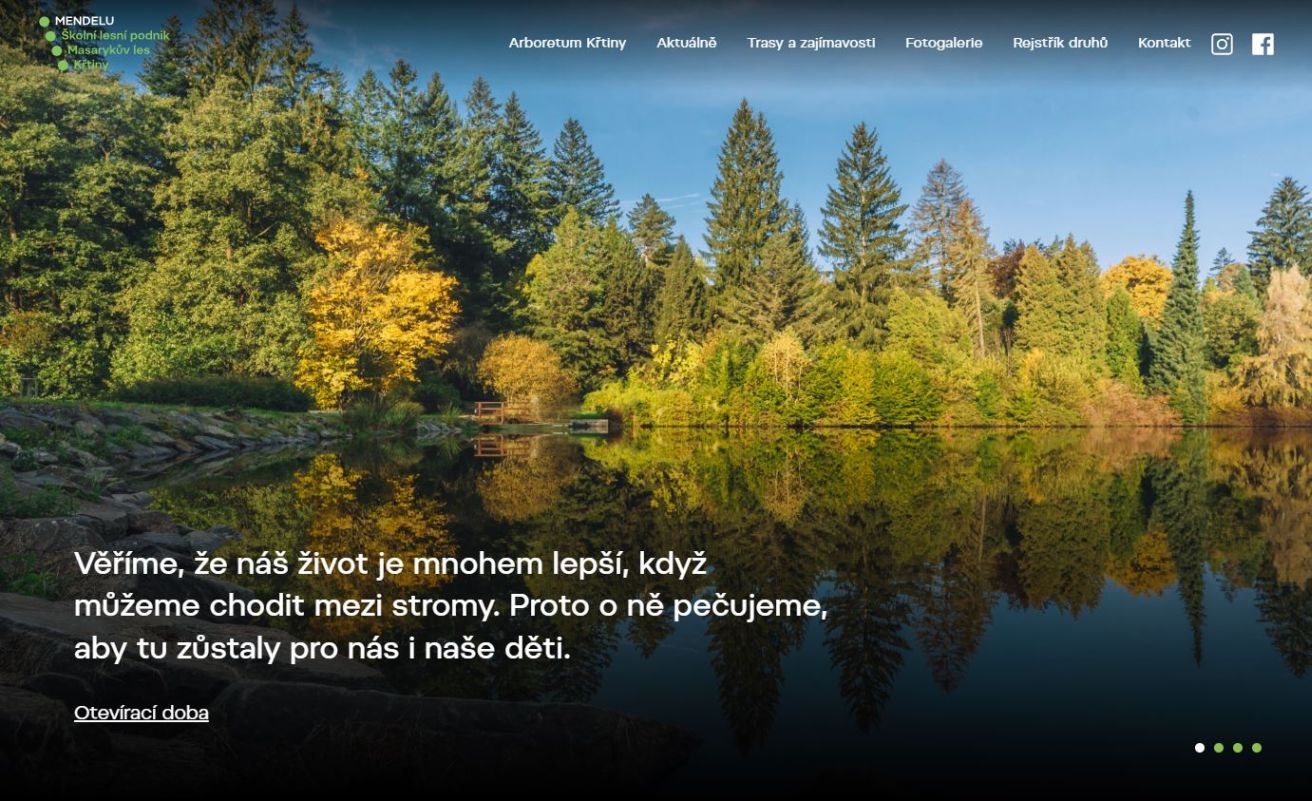 MENDELU
Školní lesní podnik
Masarykův les
Křtiny
Arboretum Křtiny Aktuálně Trasy a zajímavosti Fotogalerie Rejstřík druhů Kontakt
Věříme, že náš život je mnohem lepší, když
můžeme chodit mezi stromy. Proto o ně pečujeme,
aby tu zůstaly pro nás i naše děti.
Otevírací doba